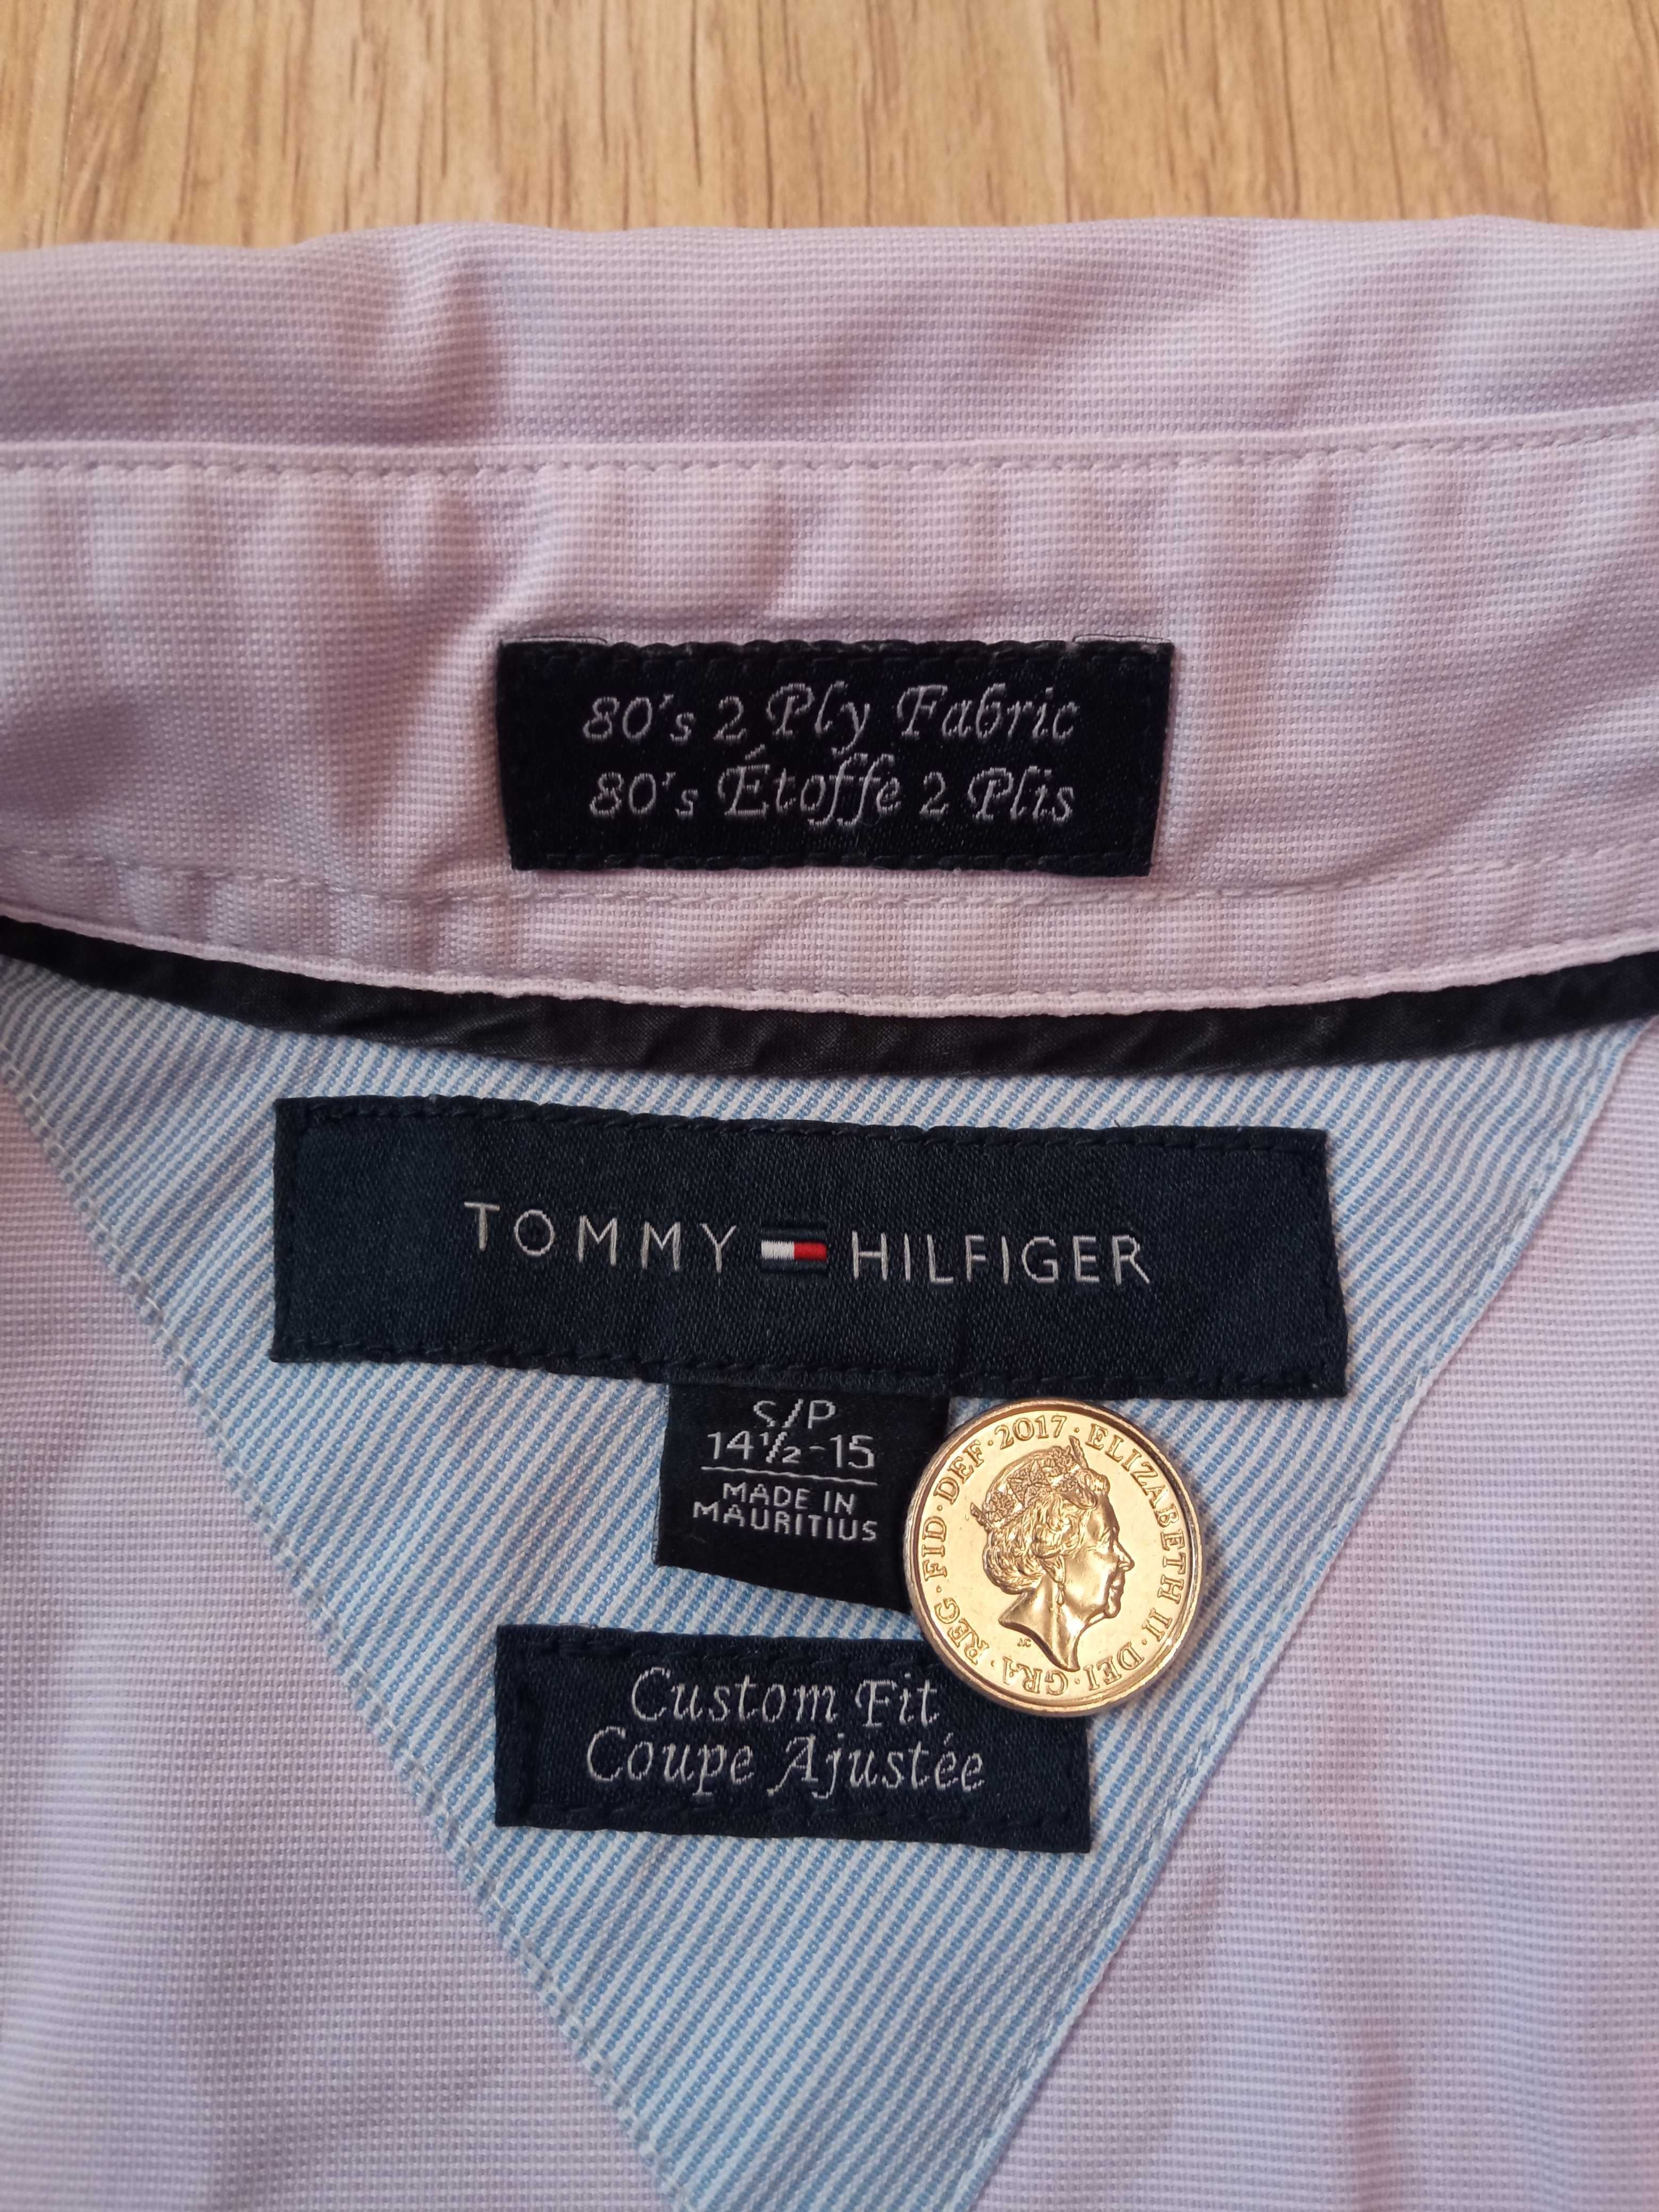 80's 2 Ply Fabric
80's Étoffe 2 Plis
TOMMY HILFIGER
S/P
14½-15
MADE IN
MAURITIUS
ELIZABETH II · DEI · GRA · REG · FID · DEF · 2017 ·
JC
Custom Fit
Coupe Ajustée